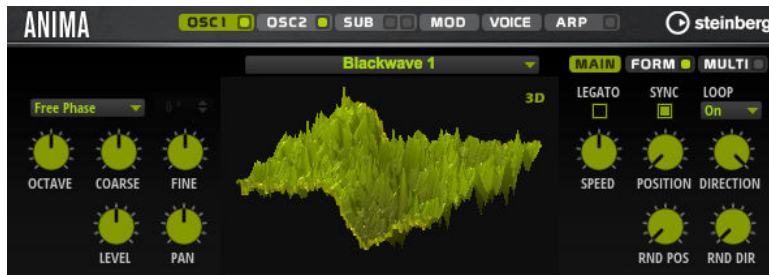 ANIMA OSC1 OSC2 SUB MOD VOICE ARP steinberg
Blackwave 1 MAIN FORM MULTI
3D LEGATO SYNC LOOP
Free Phase On
OCTAVE COARSE FINE SPEED POSITION DIRECTION
LEVEL PAN RND POS RND DIR